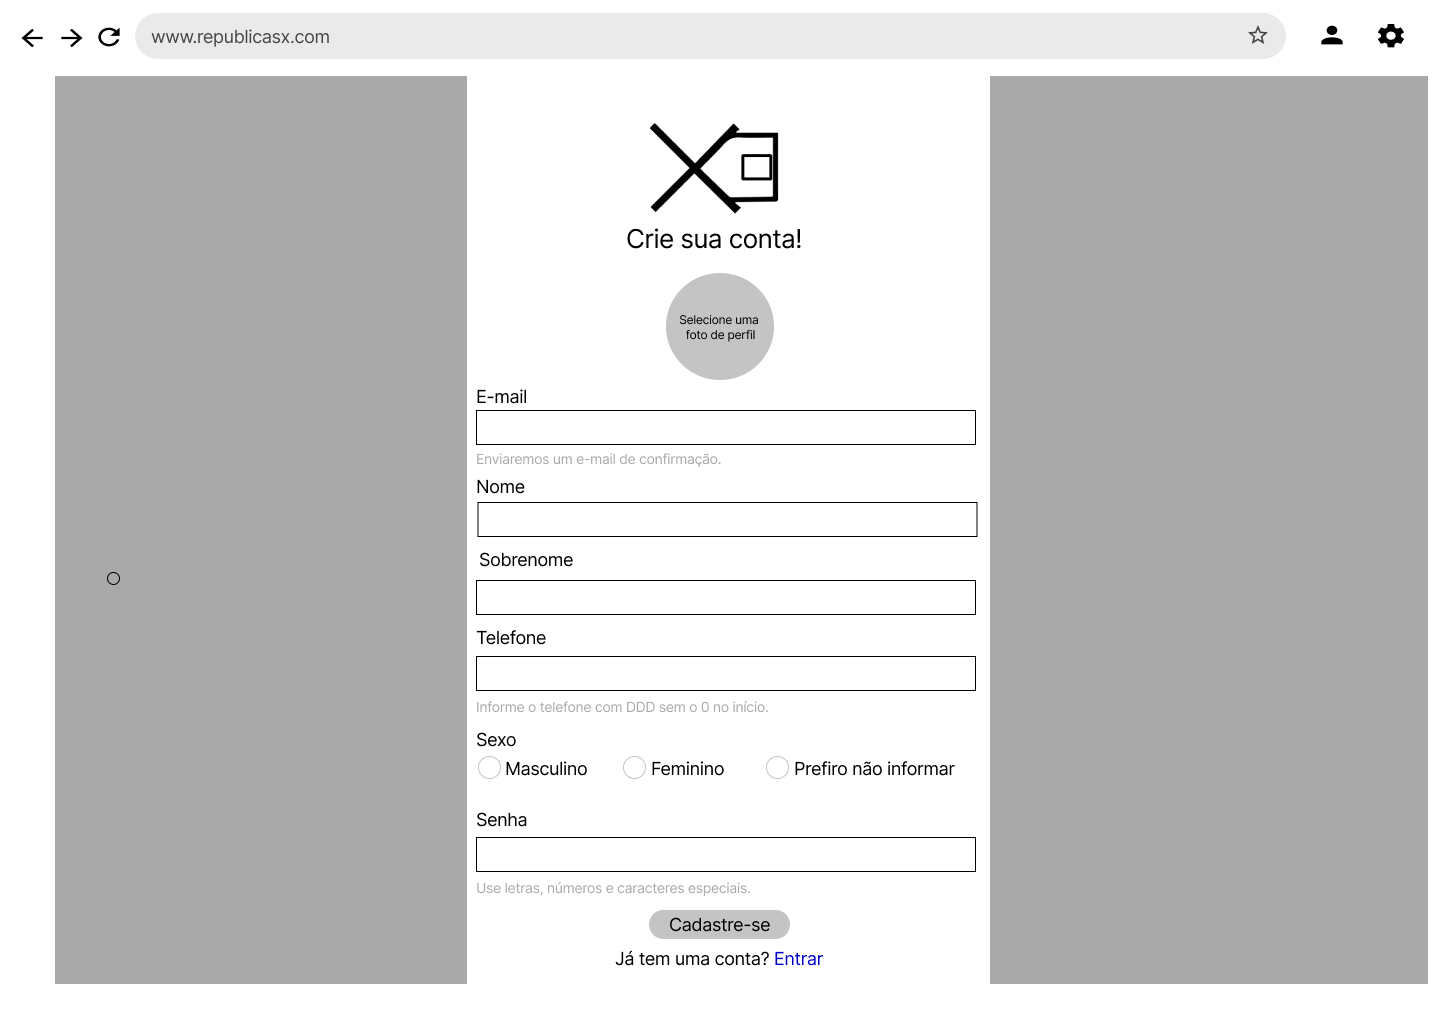 www.republicasx.com
Crie sua conta!
Selecione uma
foto de perfil
E-mail
Enviaremos um e-mail de confirmação.
Nome
Sobrenome
Telefone
Informe o telefone com DDD sem o 0 no início.
Sexo
Masculino Feminino Prefiro não informar
Senha
Use letras, números e caracteres especiais.
Cadastre-se
Já tem uma conta? Entrar